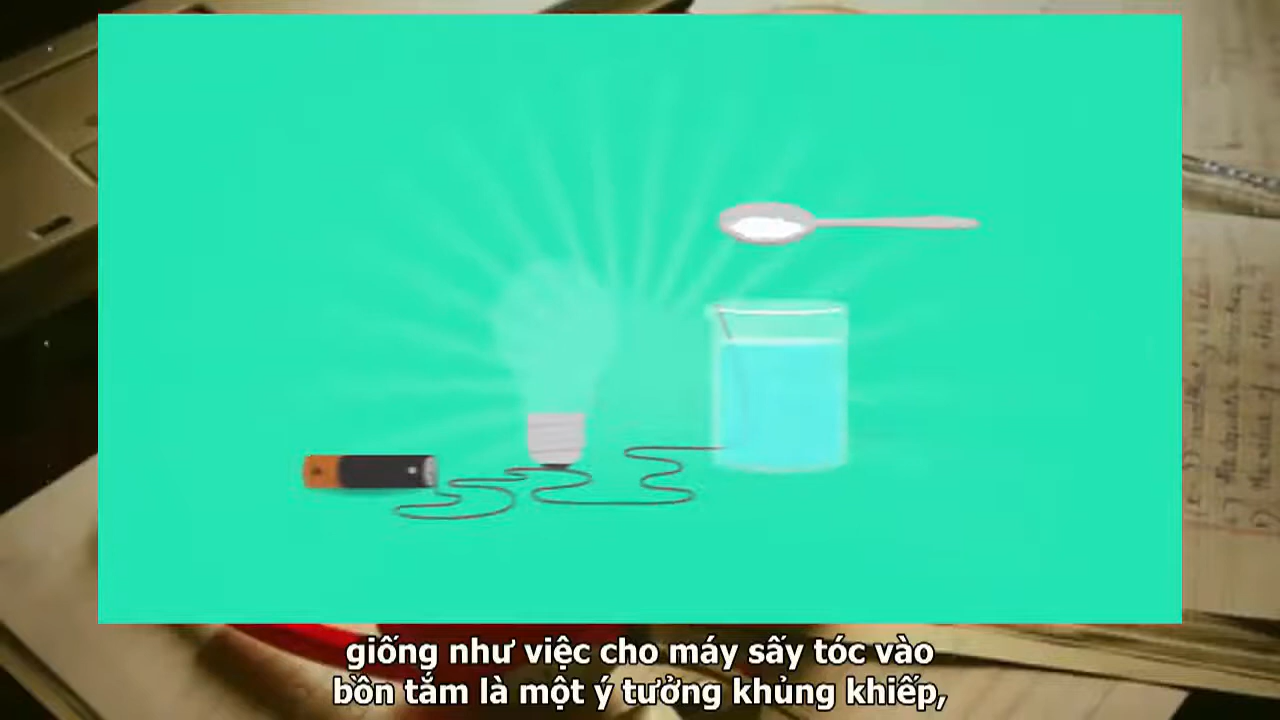 giống như việc cho máy sấy tóc vào
bồn tắm là một ý tưởng khủng khiếp,